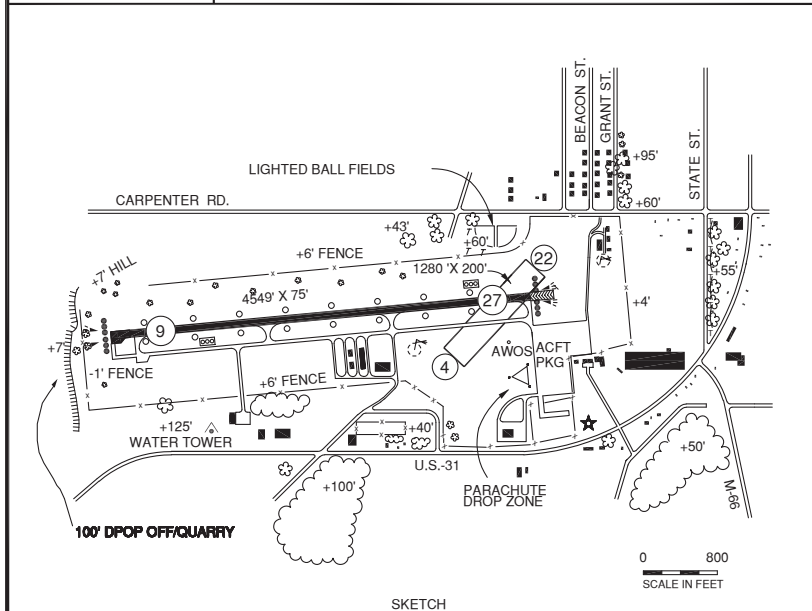 BEACON ST.
GRANT ST.
STATE ST.
+95'
LIGHTED BALL FIELDS
+60'
CARPENTER RD.
+43'
+60'
+6' FENCE
+55'
+7' HILL
1280 'X 200'
22
4549' X 75'
27
+4'
9
+7'
AWOS
ACFT
PKG
4
-1' FENCE
+6' FENCE
+125'
WATER TOWER
+40'
+50'
U.S.-31
+100'
PARACHUTE
DROP ZONE
M-66
100' DPOP OFF/QUARRY
0 800
SCALE IN FEET
SKETCH